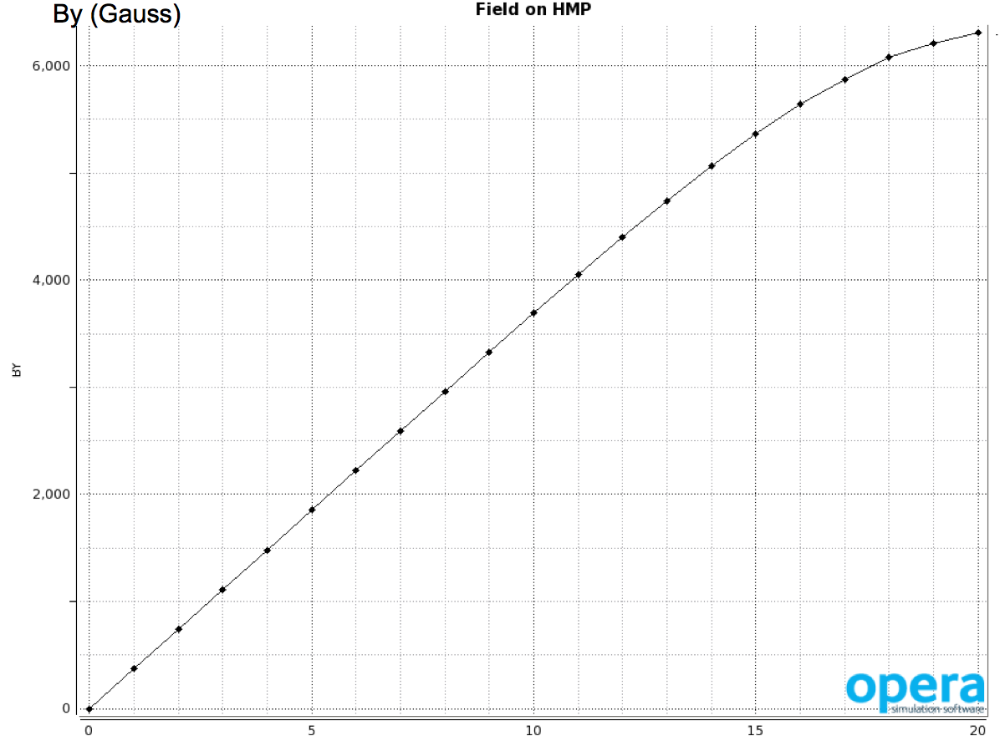 By (Gauss)
Field on HMP
6,000
4,000
BY
2,000
0
opera
simulation software
0 5 10 15 20